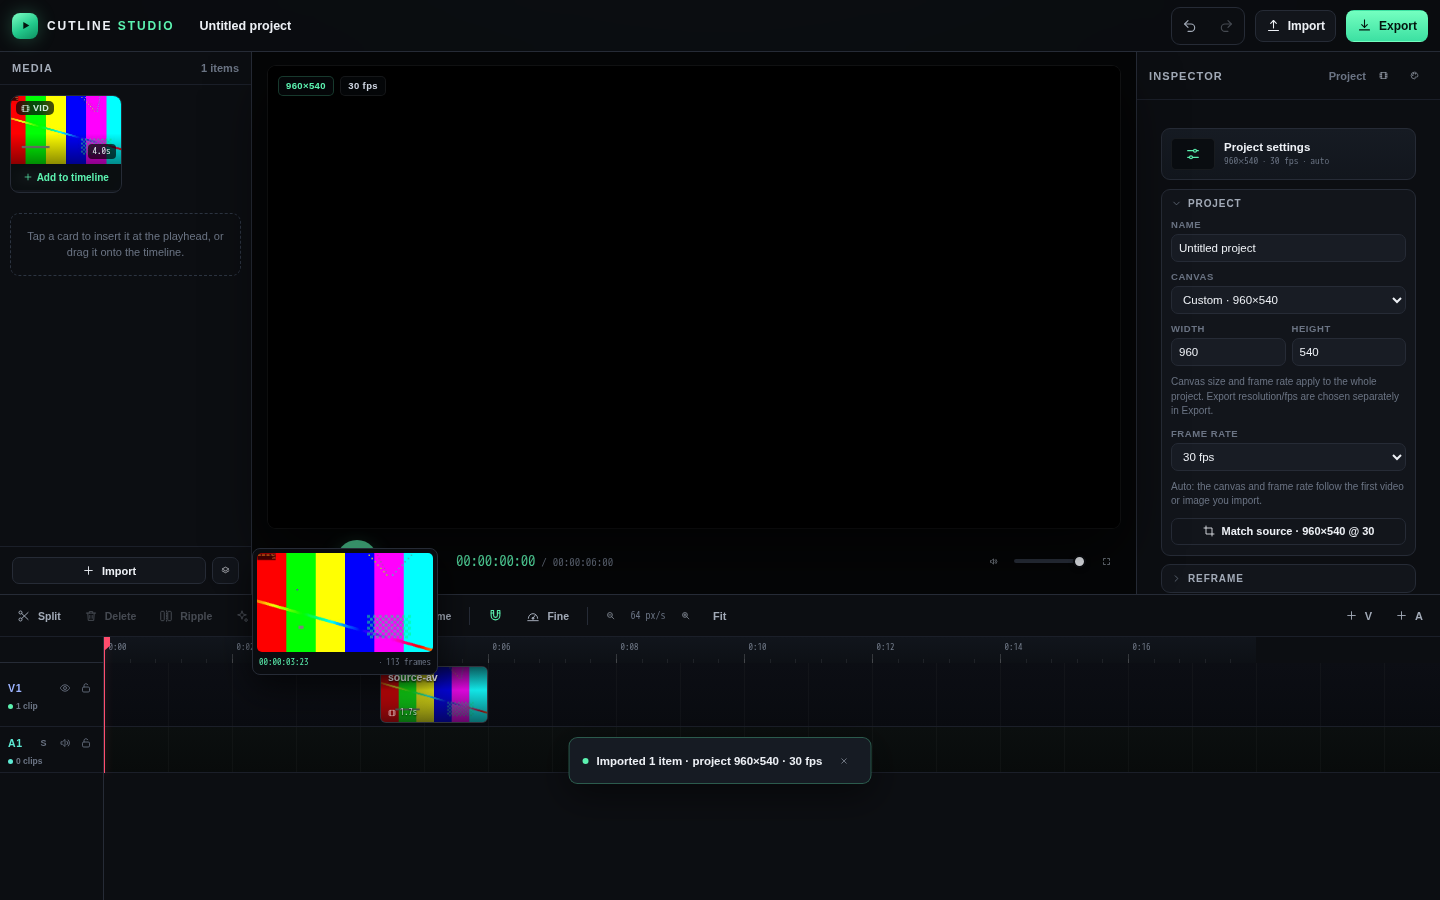 CUTLINE STUDIO
Untitled project
Import
Export
MEDIA
1 items
VID
4.0s
Add to timeline
Tap a card to insert it at the playhead, or
drag it onto the timeline.
Import
960×540
30 fps
00:00:00:00 / 00:00:06:00
INSPECTOR
Project
Project settings
960×540 · 30 fps · auto
PROJECT
NAME
Untitled project
CANVAS
Custom · 960×540
WIDTH
HEIGHT
960
540
Canvas size and frame rate apply to the whole
project. Export resolution/fps are chosen separately
in Export.
FRAME RATE
30 fps
Auto: the canvas and frame rate follow the first video
or image you import.
Match source · 960×540 @ 30
REFRAME
Split
Delete
Ripple
me
Fine
64 px/s
Fit
V
A
0:00
0:06
0:08
0:10
0:12
0:14
0:16
00:00:03:23
· 113 frames
V1
1 clip
source-av
1.7s
A1
S
0 clips
Imported 1 item · project 960×540 · 30 fps